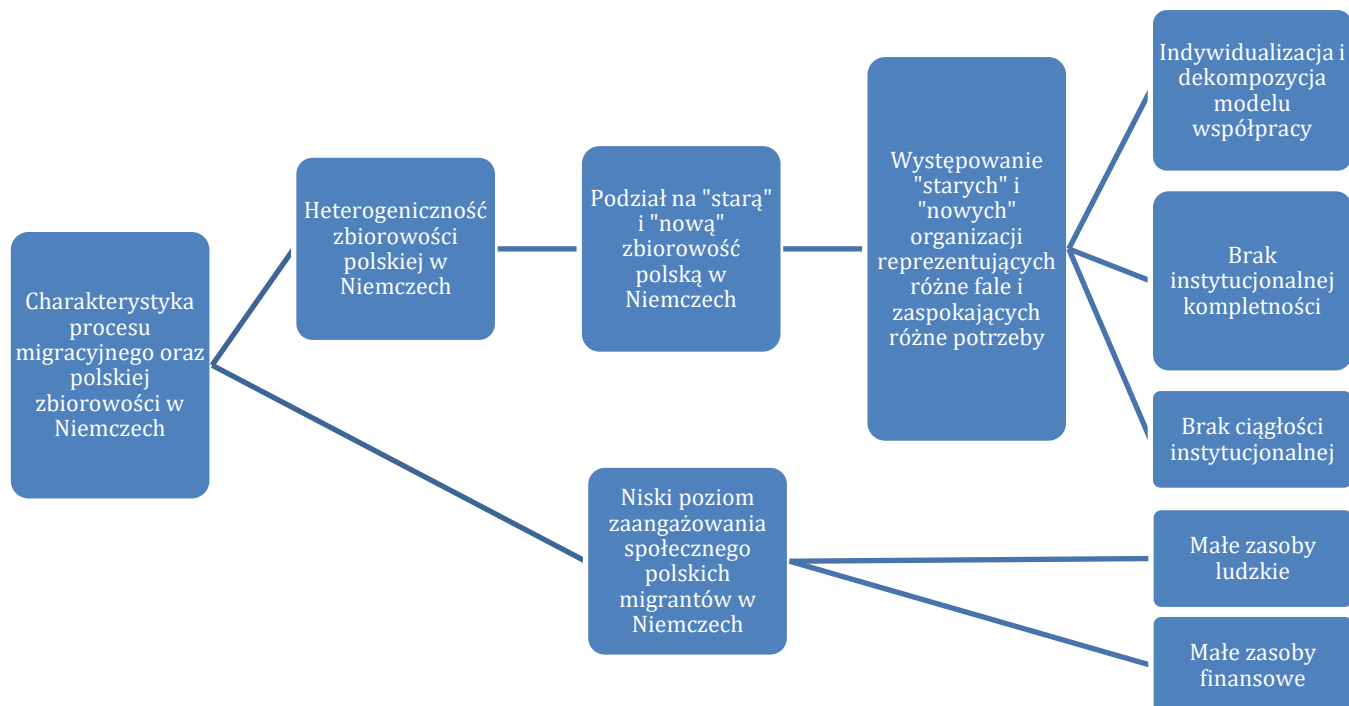 Charakterystyka
procesu
migracyjnego oraz
polskiej
zbiorowości w
Niemczech
Heterogeniczność
zbiorowości
polskiej w
Niemczech
Podział na "starą"
i "nową"
zbiorowość
polską w
Niemczech
Występowanie
"starych" i
"nowych"
organizacji
reprezentujących
różne fale i
zaspokających
różne potrzeby
Indywidualizacja i
dekompozycja
modelu
współpracy
Brak
instytucjonalnej
kompletności
Brak ciągłości
instytucjonalnej
Niski poziom
zaangażowania
społecznego
polskich
migrantów w
Niemczech
Małe zasoby
ludzkie
Małe zasoby
finansowe